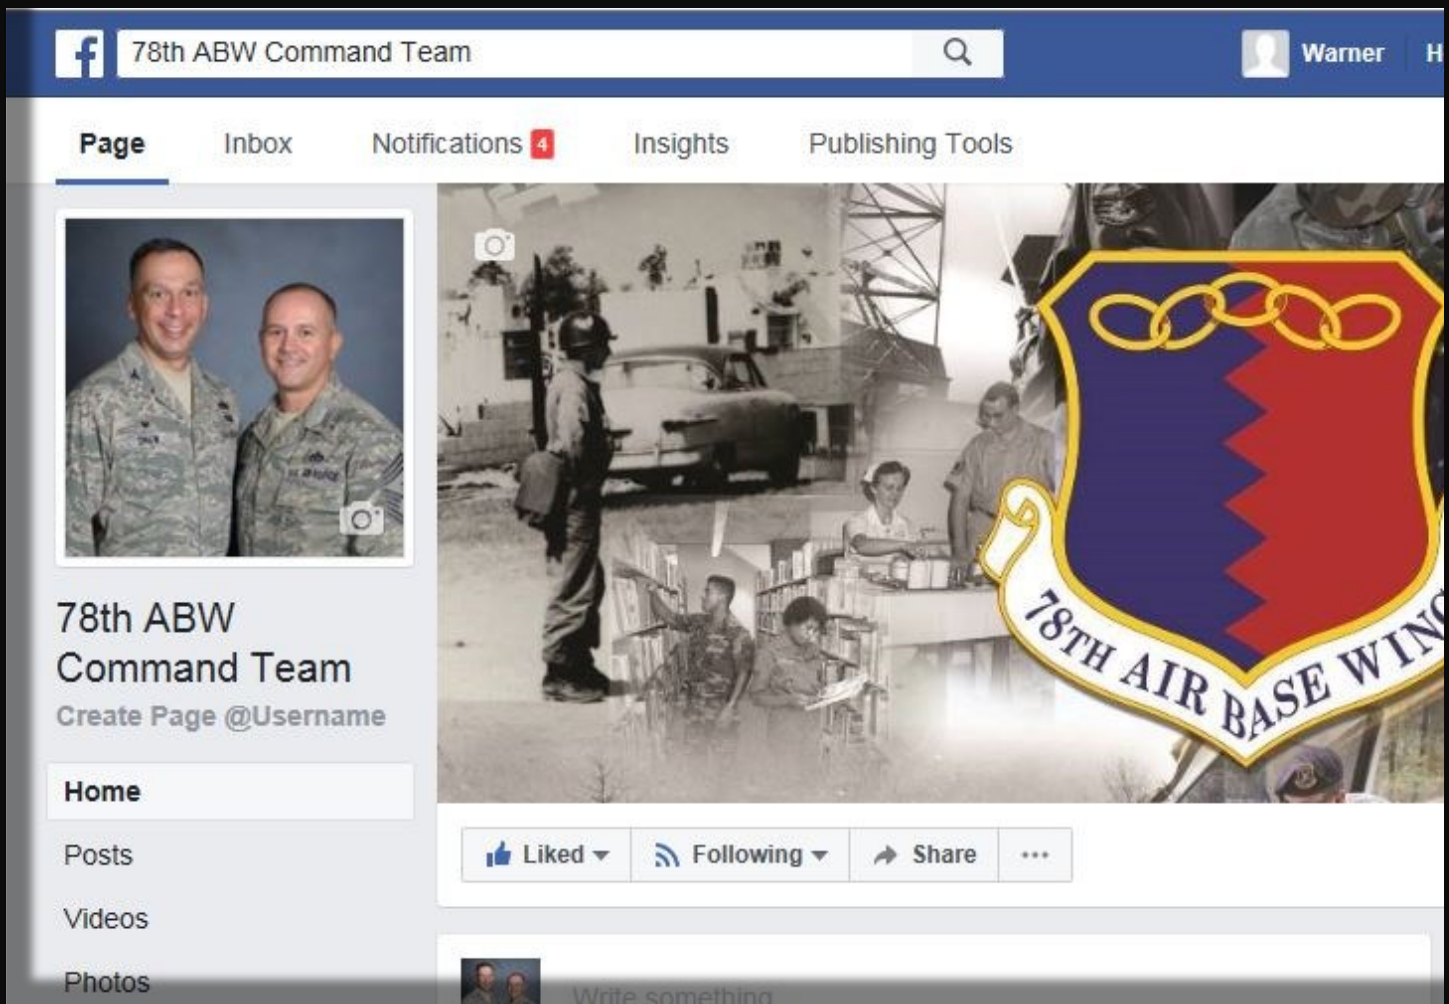 78th ABW Command Team
Warner
H
Page Inbox Notifications 4 Insights Publishing Tools
78TH AIR BASE WING
78th ABW
Command Team
Create Page @Username
Home
Posts
Videos
Photos
Liked Following Share
Write something